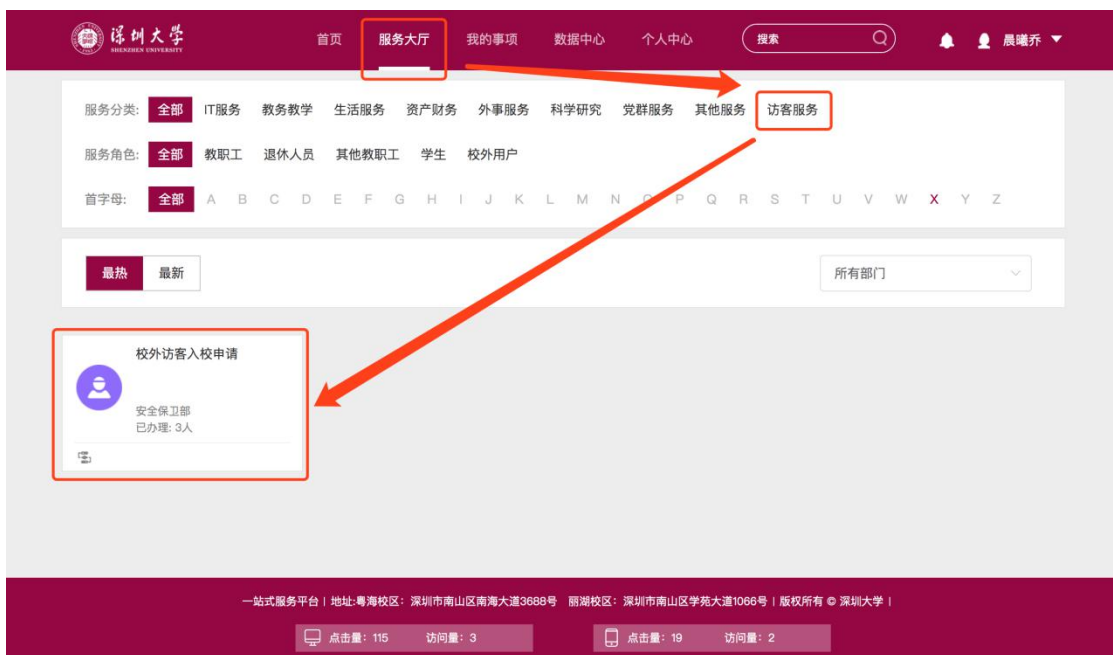 深圳大学
SHENZHEN UNIVERSITY
首页 服务大厅 我的事项 数据中心 个人中心 搜索 晨曦乔
服务分类: 全部 IT服务 教务教学 生活服务 资产财务 外事服务 科学研究 党群服务 其他服务 访客服务
服务角色: 全部 教职工 退休人员 其他教职工 学生 校外用户
首字母: 全部 A B C D E F G H I J K L M N O P Q R S T U V W X Y Z
最热 最新 所有部门
校外访客入校申请
安全保卫部
已办理: 3人
一站式服务平台 | 地址:粤海校区：深圳市南山区南海大道3688号 丽湖校区：深圳市南山区学苑大道1066号 | 版权所有 © 深圳大学 |
点击量：115 访问量：3 点击量：19 访问量：2